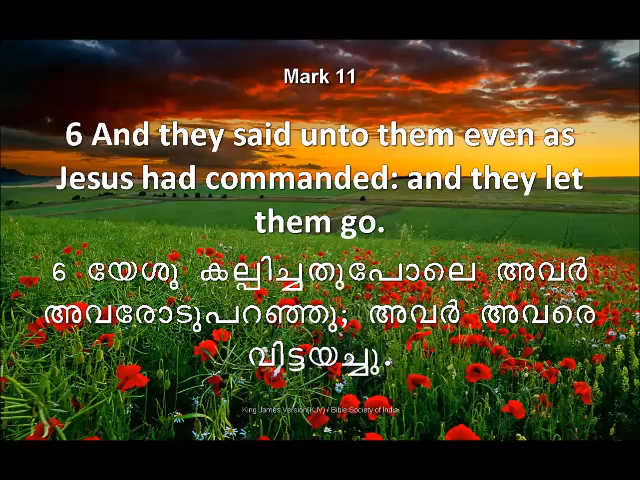 Mark 11
6 And they said unto them even as
Jesus had commanded: and they let
them go.
6 യേശു കല്പിച്ചതുപോലെ അവർ
അവരോടുപറഞ്ഞു; അവർ അവരെ
വിട്ടയച്ചു.
King James Version(KJV) / Bible Society of India